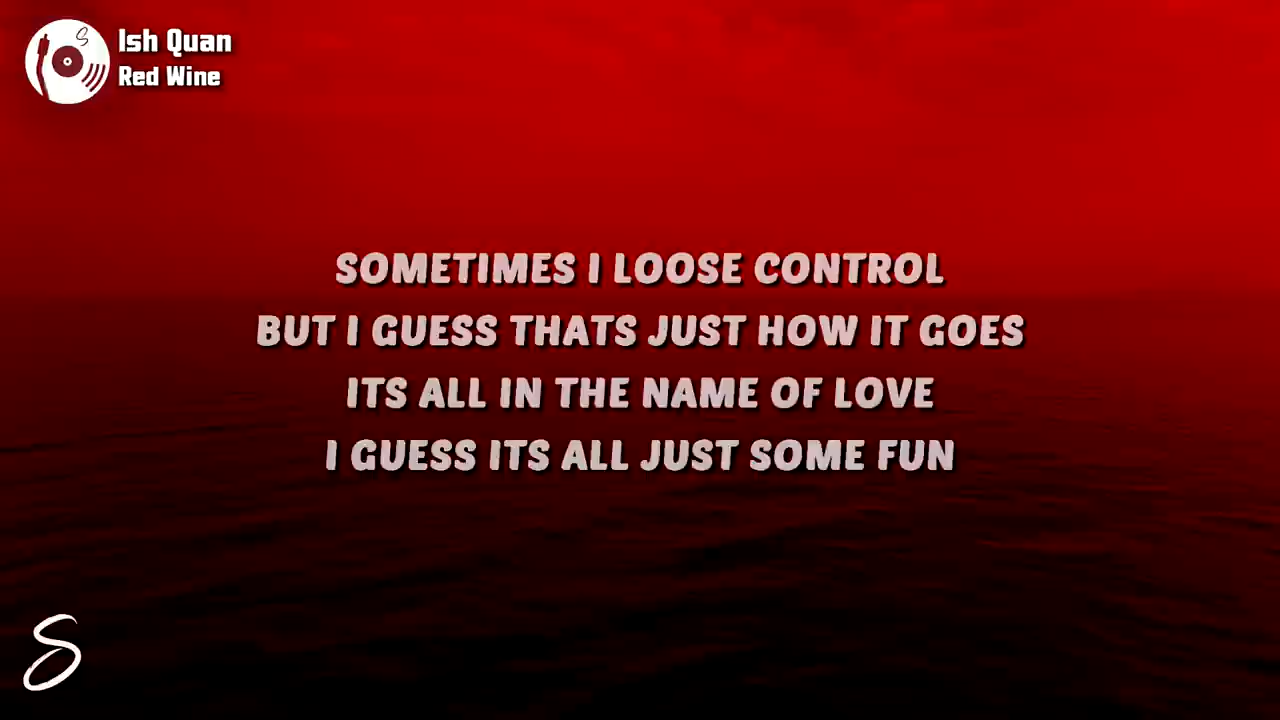 Ish Quan
Red Wine
SOMETIMES I LOOSE CONTROL
BUT I GUESS THATS JUST HOW IT GOES
ITS ALL IN THE NAME OF LOVE
I GUESS ITS ALL JUST SOME FUN
S